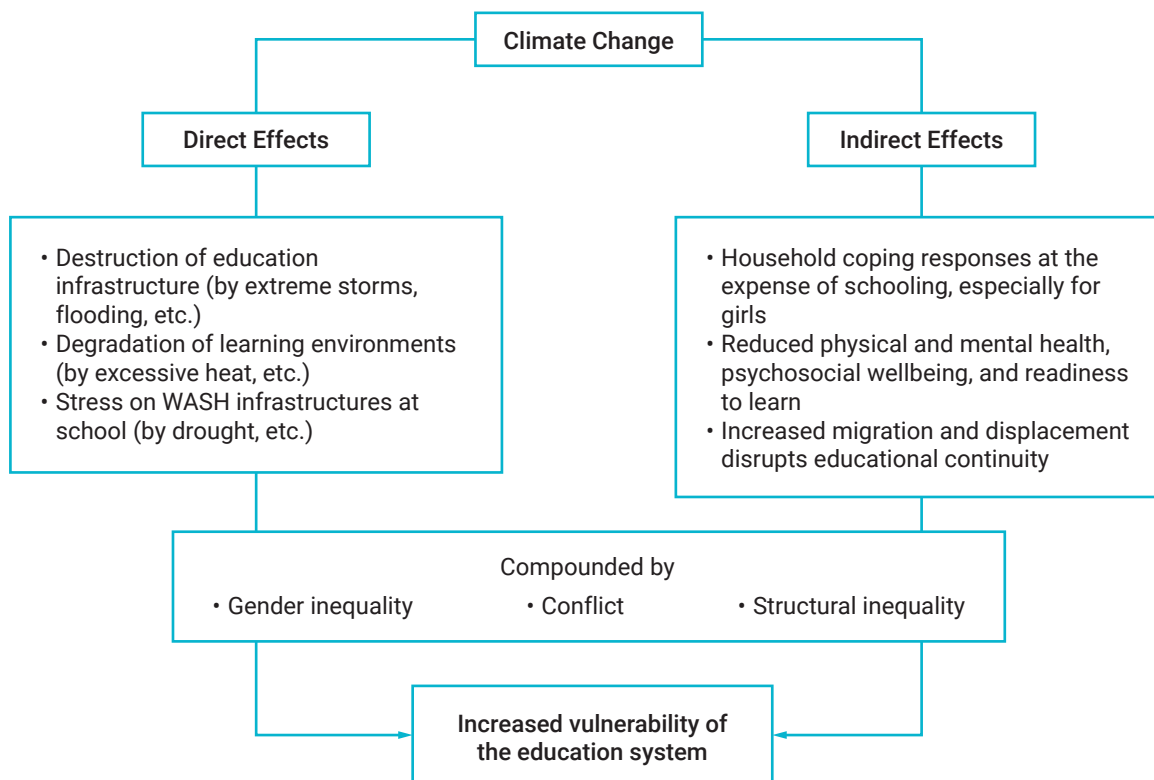 Climate Change
Direct Effects
Indirect Effects
• Destruction of education
infrastructure (by extreme storms,
flooding, etc.)
• Degradation of learning environments
(by excessive heat, etc.)
• Stress on WASH infrastructures at
school (by drought, etc.)
• Household coping responses at the
expense of schooling, especially for
girls
• Reduced physical and mental health,
psychosocial wellbeing, and readiness
to learn
• Increased migration and displacement
disrupts educational continuity
Compounded by
• Gender inequality • Conflict • Structural inequality
Increased vulnerability of
the education system